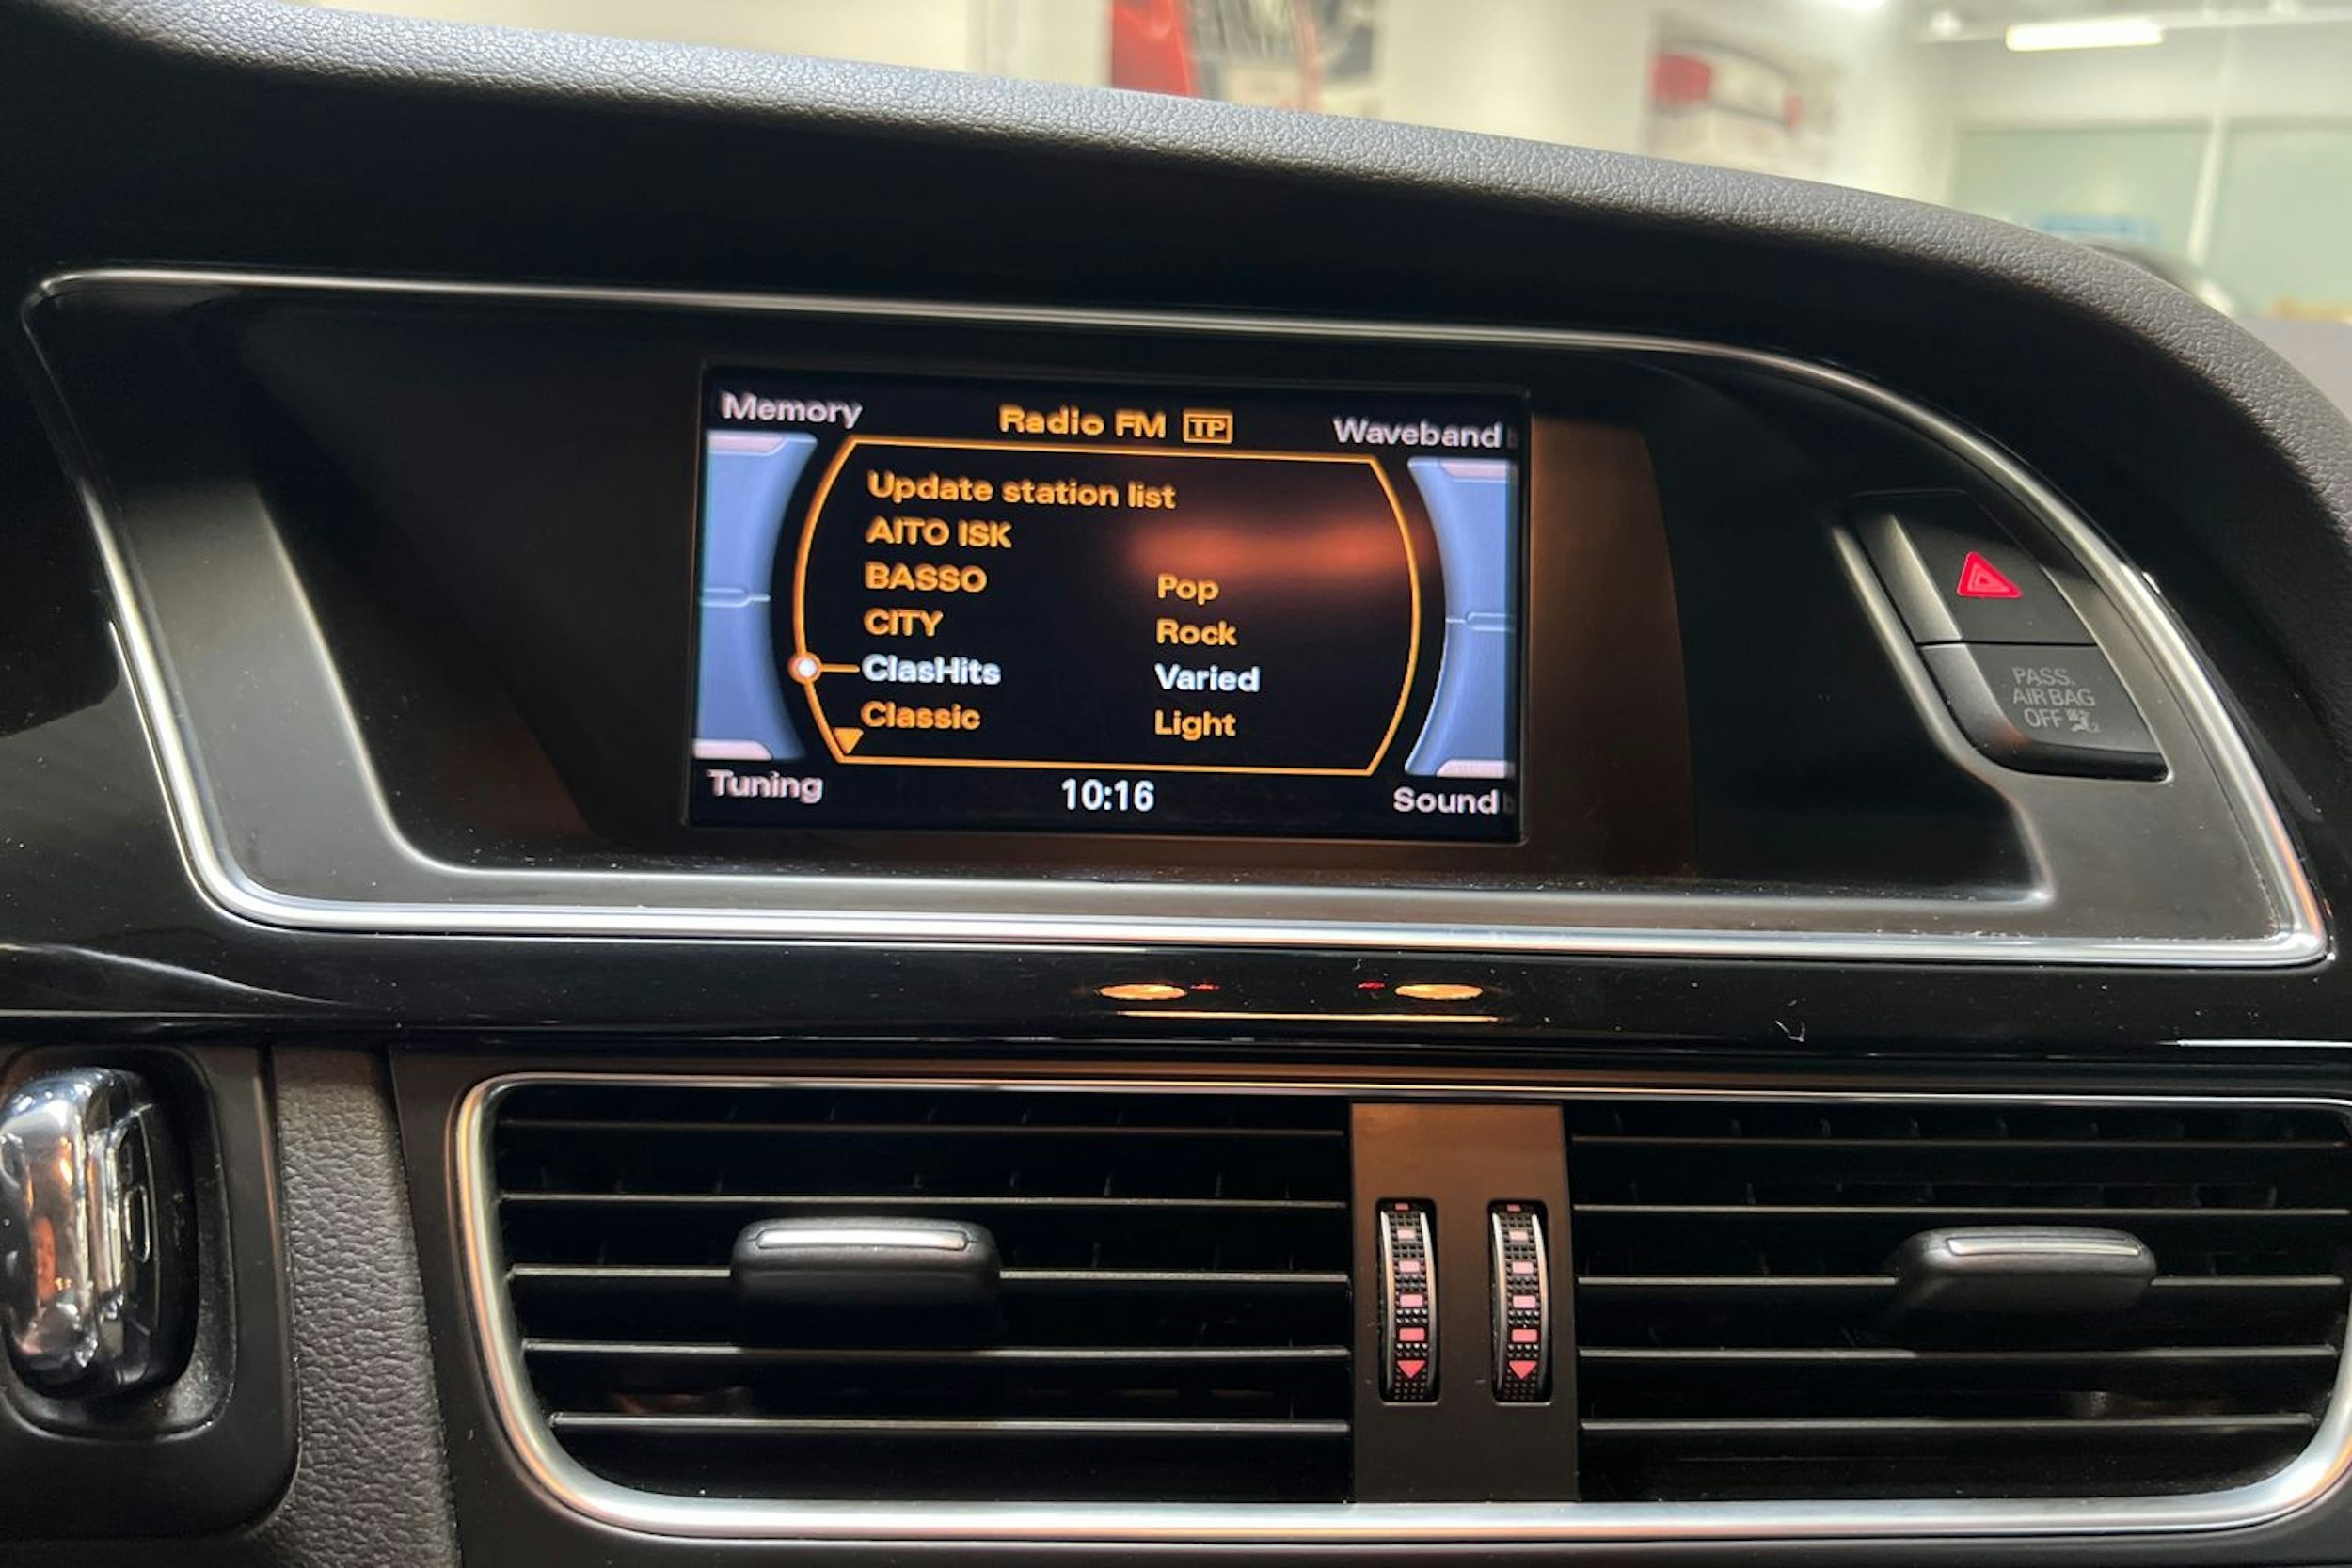 Memory
Radio FM TP
Waveband
Update station list
AITO ISK
BASSO Pop
CITY Rock
ClasHits Varied
Classic Light
Tuning
10:16
Sound
PASS.
AIR BAG
OFF